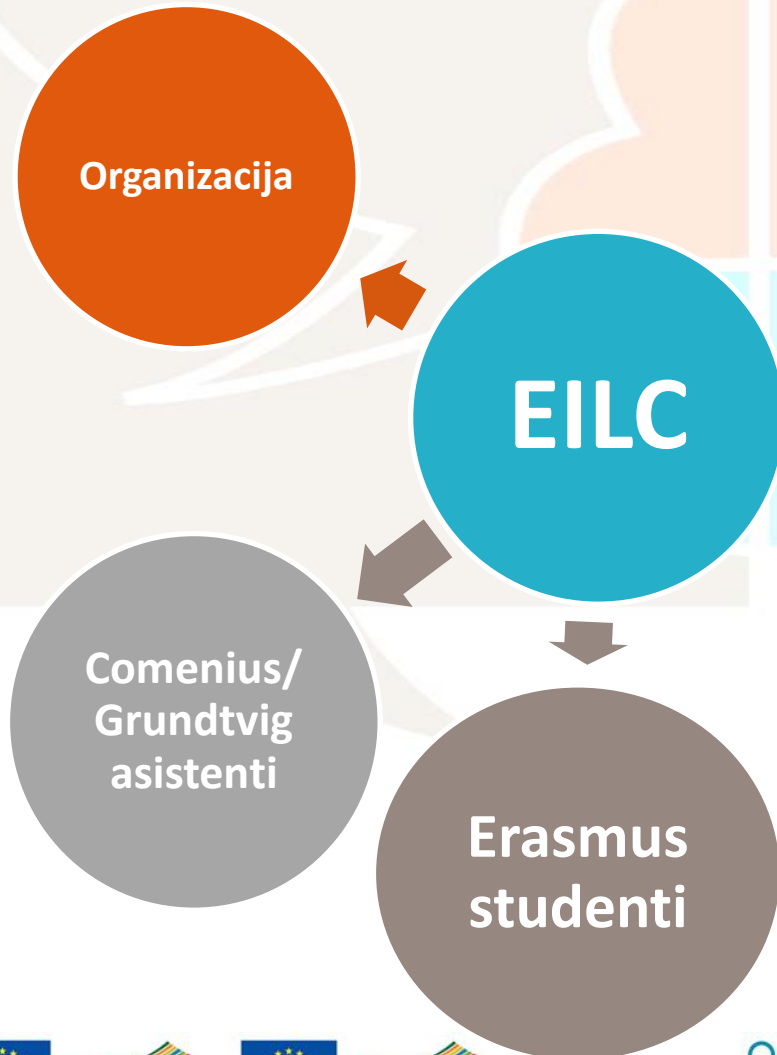 Organizacija
EILC
Comenius/
Grundtvig
asistenti
Erasmus
studenti